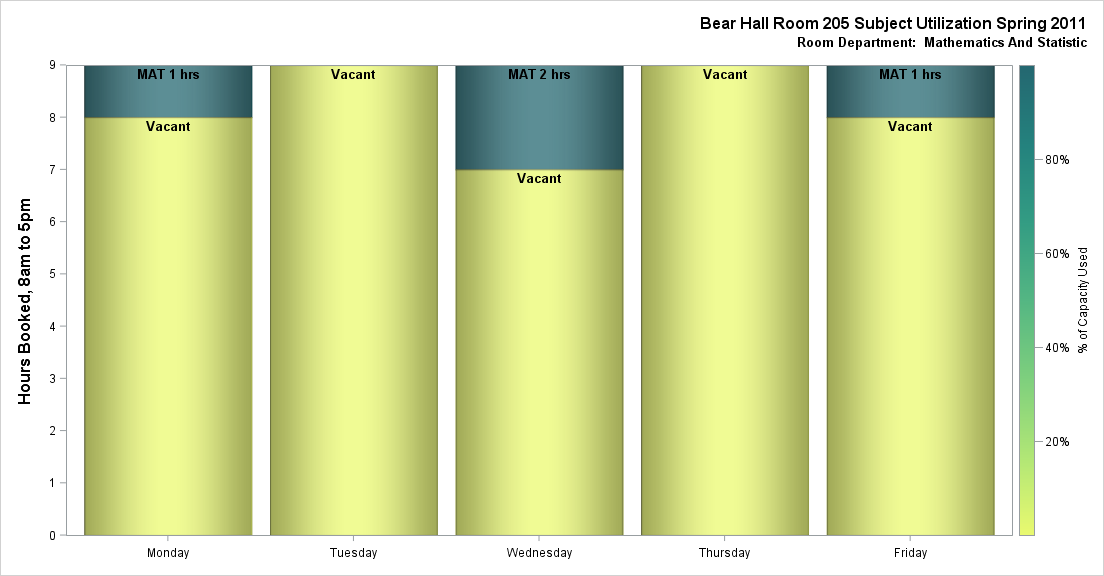 Bear Hall Room 205 Subject Utilization Spring 2011
Room Department:  Mathematics And Statistic
Hours Booked, 8am to 5pm
9
8
7
6
5
4
3
2
1
0
MAT 1 hrs
Vacant
Vacant
MAT 2 hrs
Vacant
Vacant
MAT 1 hrs
Vacant
Monday
Tuesday
Wednesday
Thursday
Friday
80%
60%
40%
20%
% of Capacity Used